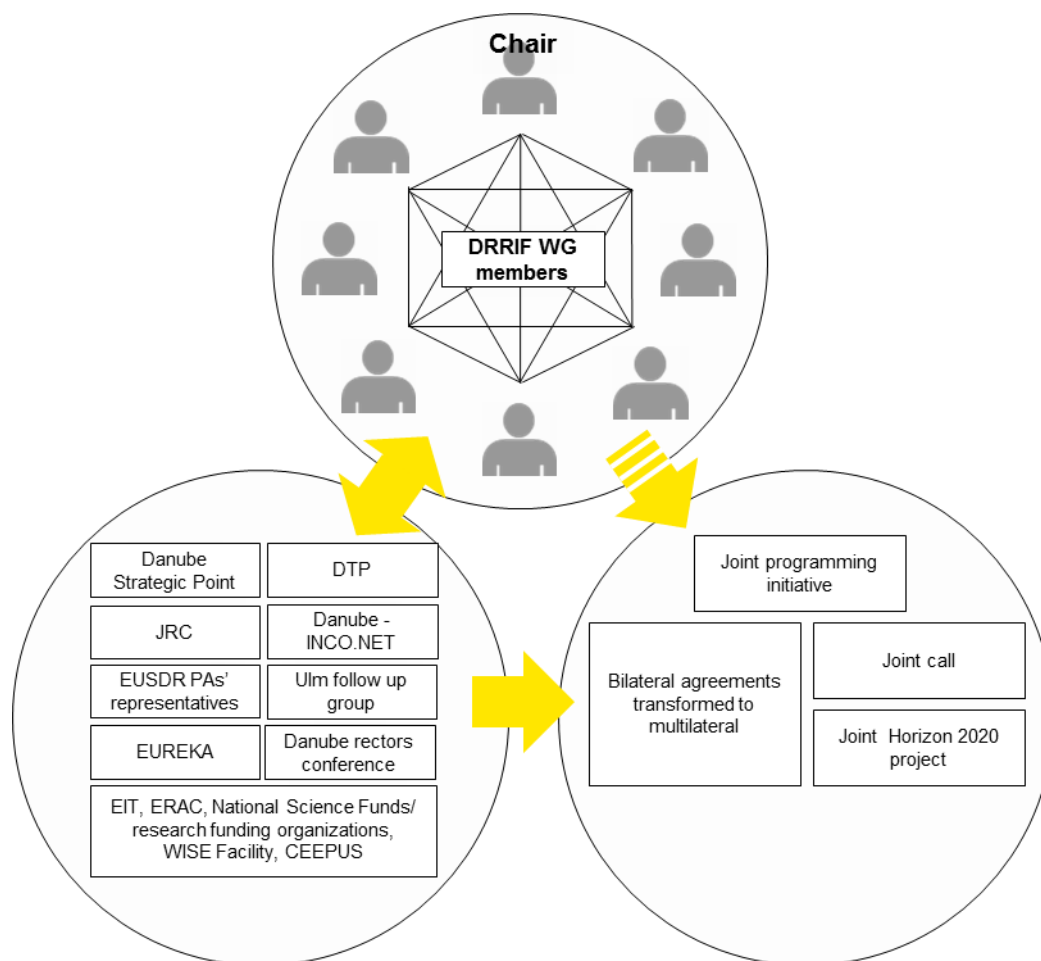 Chair
DRRIF WG
members
Danube
Strategic Point
DTP
JRC
Danube -
INCO.NET
EUSDR PAs'
representatives
Ulm follow up
group
EUREKA
Danube rectors
conference
EIT, ERAC, National Science Funds/
research funding organizations,
WISE Facility, CEEPUS
Joint programming
initiative
Bilateral agreements
transformed to
multilateral
Joint call
Joint Horizon 2020
project